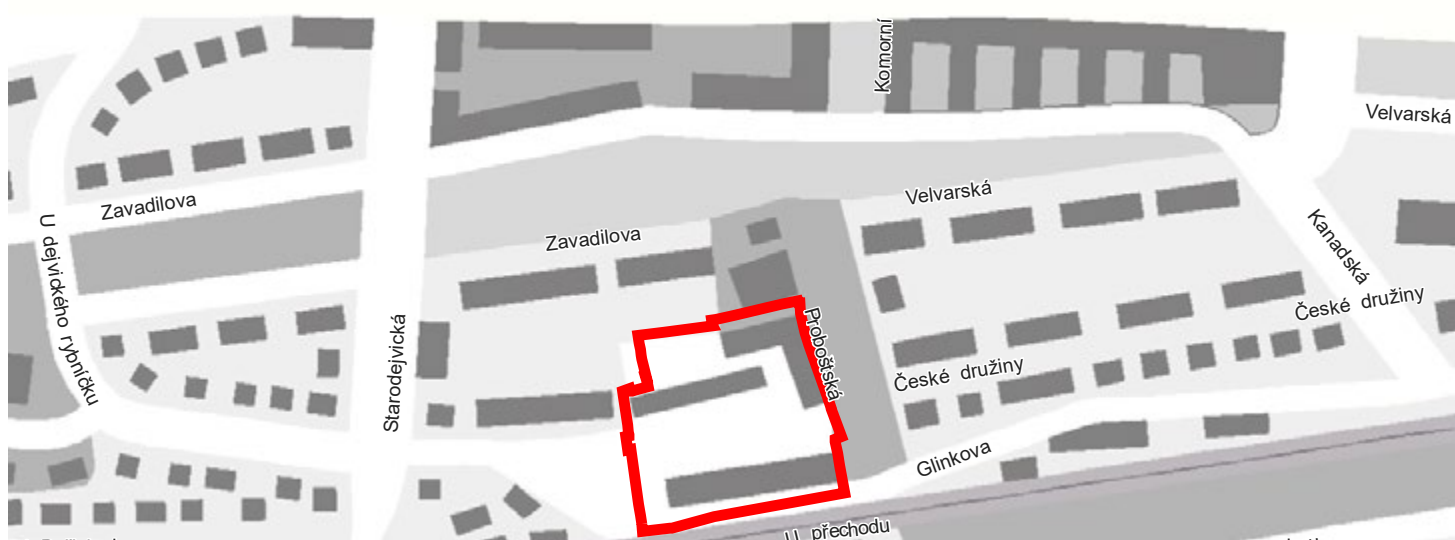 Komorní
Velvarská
Zavadilova
Velvarská
U dejvického rybníčku
Zavadilova
Kanadská
České družiny
Starodejvická
Proboštská
České družiny
Glinkova
U přechodu